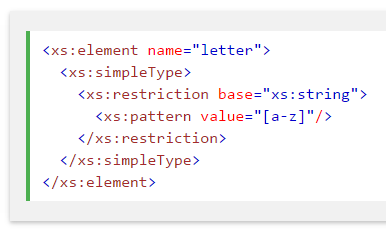 <xs:element name="letter">
  <xs:simpleType>
    <xs:restriction base="xs:string">
      <xs:pattern value="[a-z]"/>
    </xs:restriction>
  </xs:simpleType>
</xs:element>